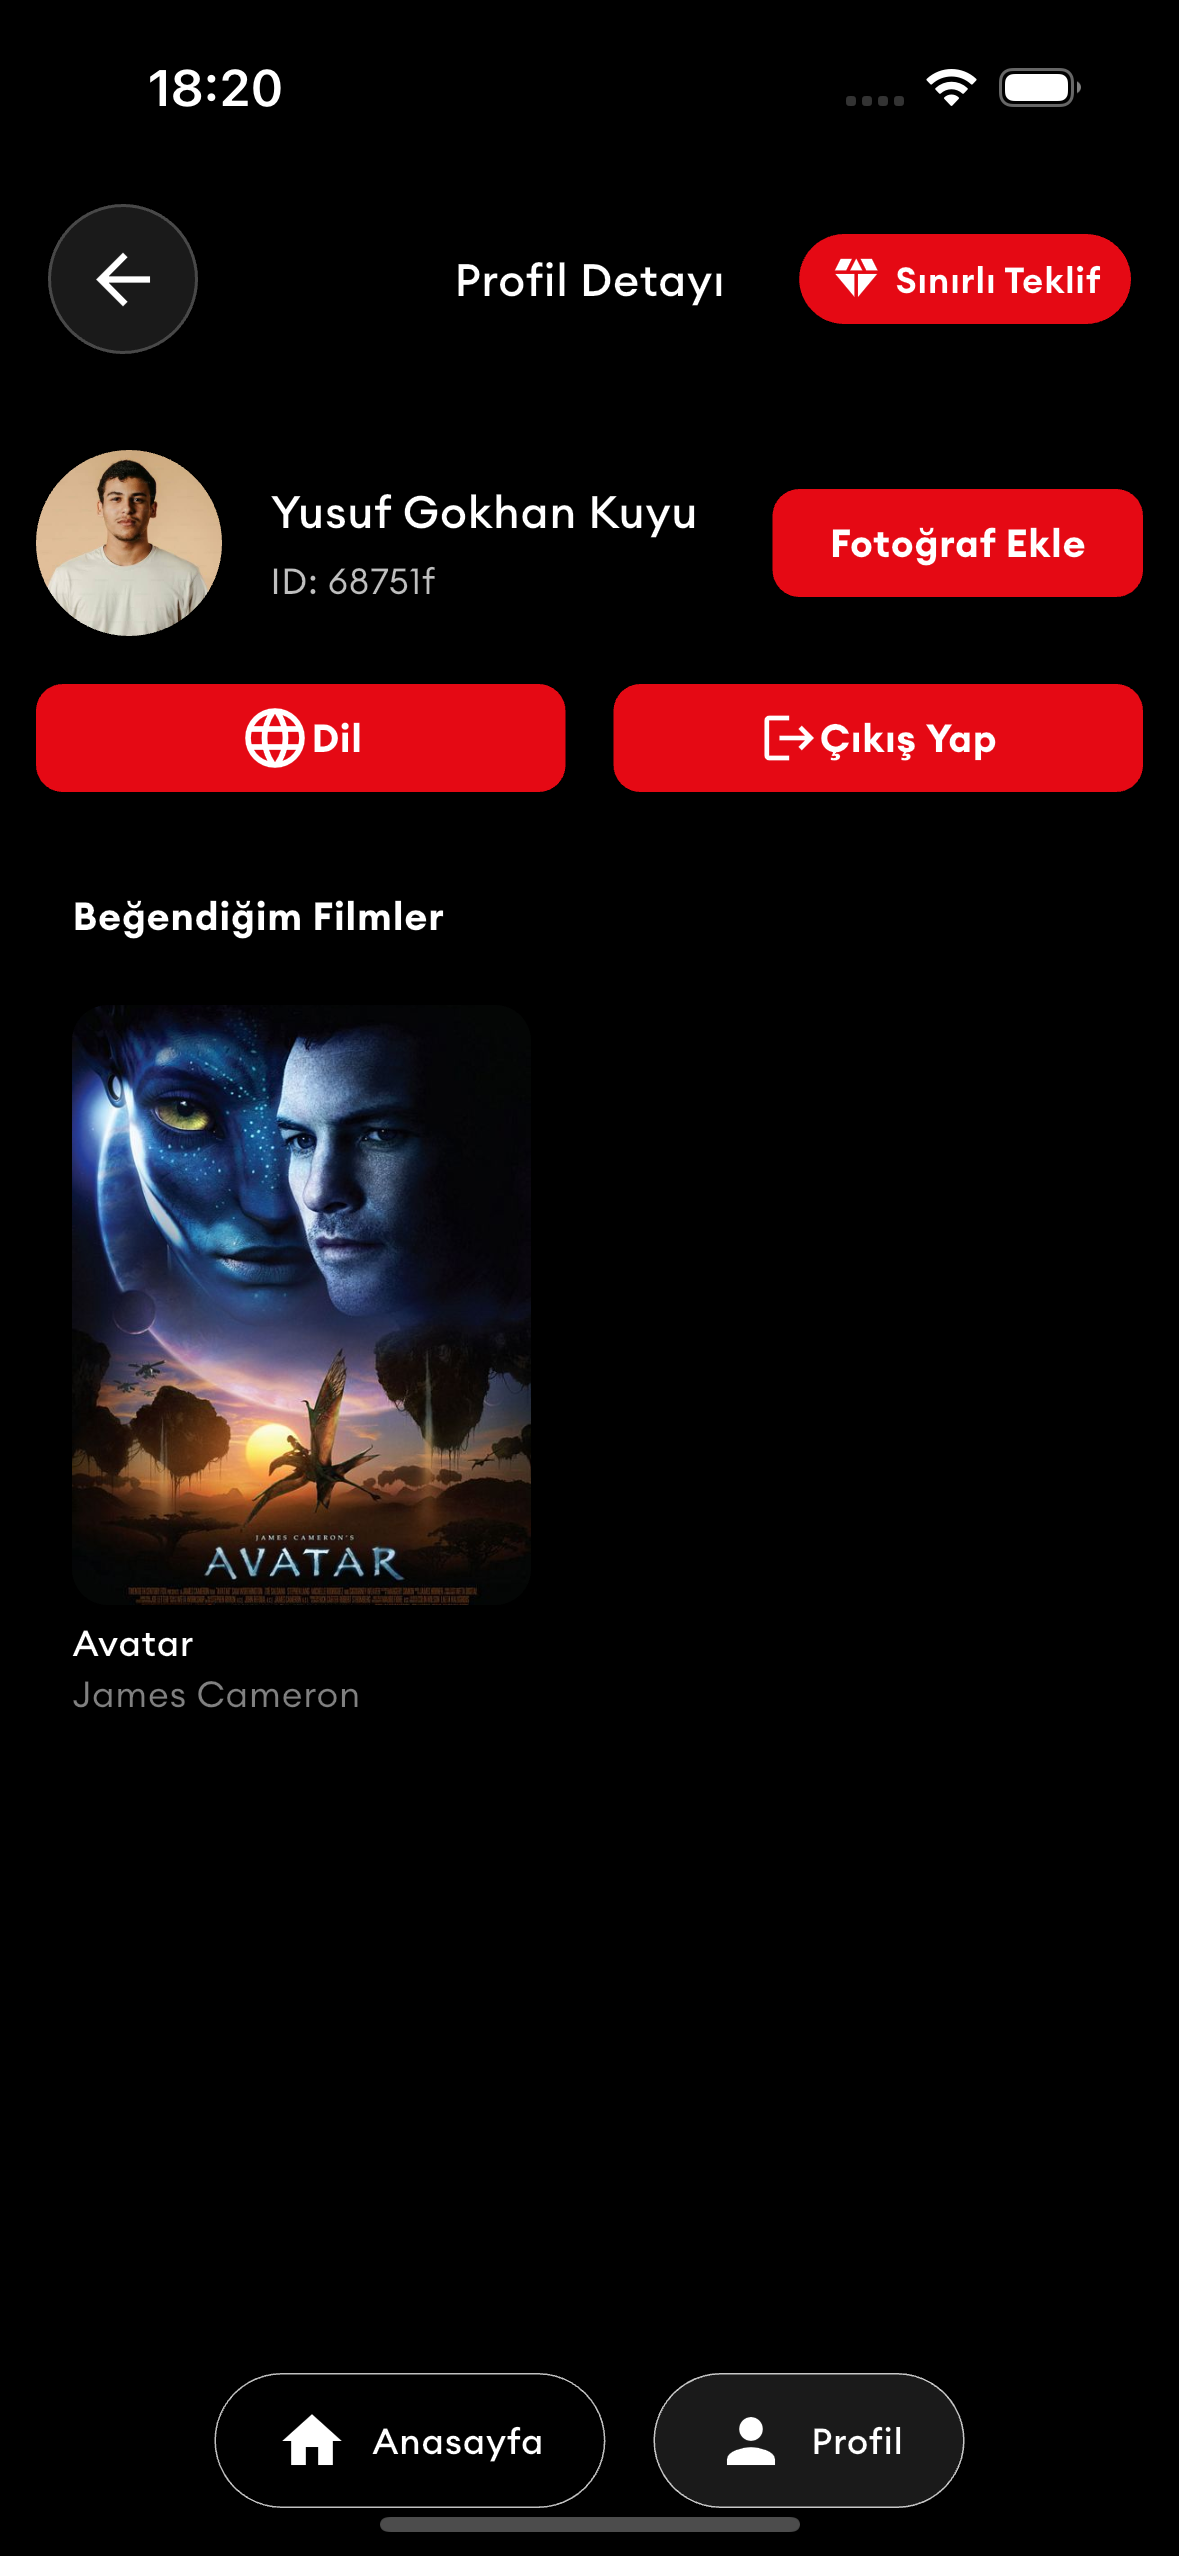 18:20
Profil Detayı
Sınırlı Teklif
Yusuf Gokhan Kuyu
ID: 68751f
Fotoğraf Ekle
Dil
Çıkış Yap
Beğendiğim Filmler
JAMES CAMERON'S
AVATAR
Avatar
James Cameron
Anasayfa
Profil